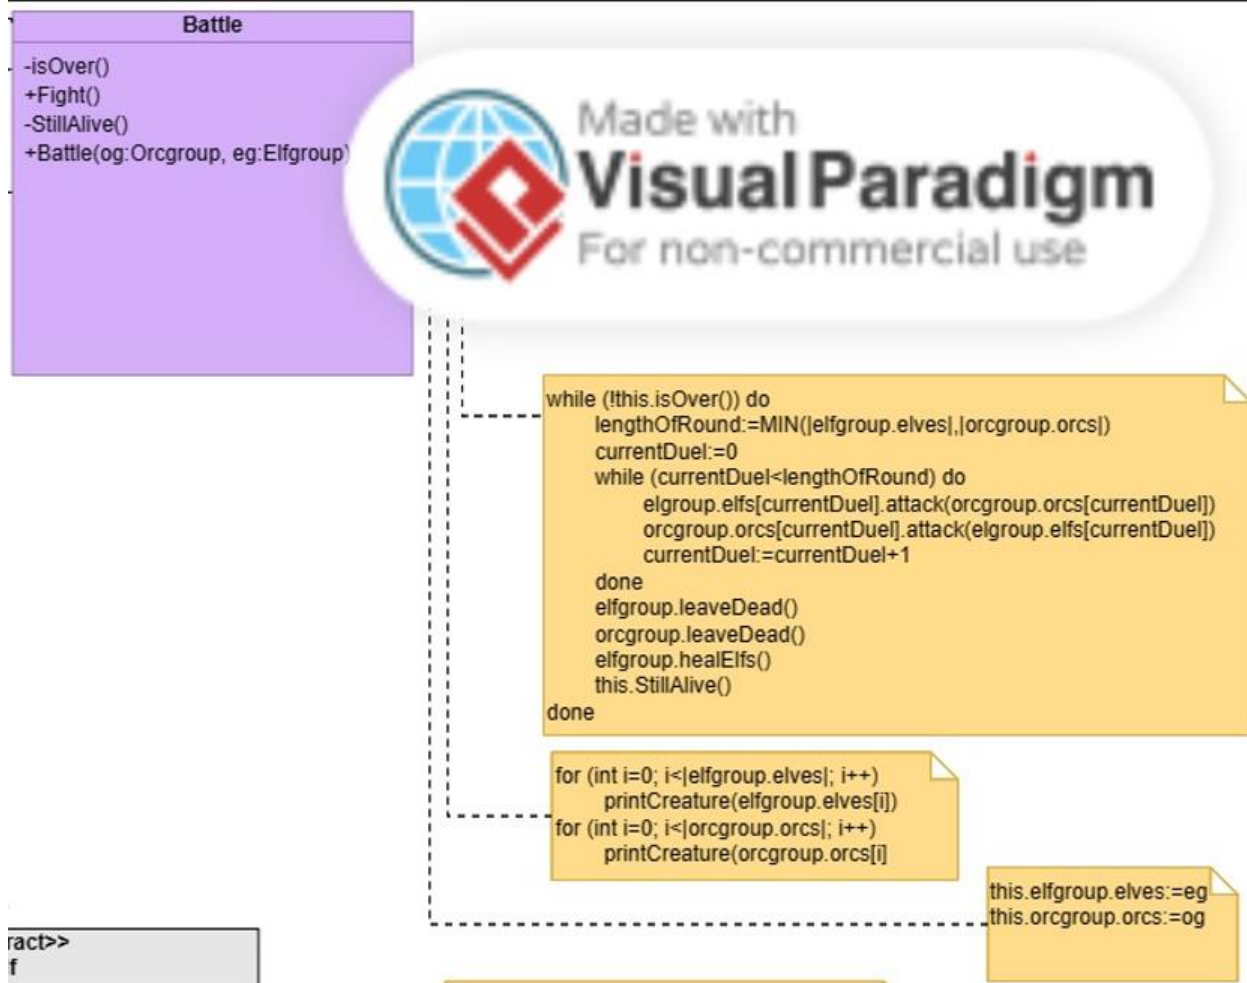 Battle
-isOver()
+Fight()
-StillAlive()
+Battle(og:Orcgroup, eg:Elfgroup)
Made with
Visual Paradigm
For non-commercial use
while (!this.isOver()) do
lengthOfRound:=MIN(|elfgroup.elves|,|orcgroup.orcs|)
currentDuel:=0
while (currentDuel<lengthOfRound) do
elgroup.elfs[currentDuel].attack(orcgroup.orcs[currentDuel])
orcgroup.orcs[currentDuel].attack(elgroup.elfs[currentDuel])
currentDuel:=currentDuel+1
done
elfgroup.leaveDead()
orcgroup.leaveDead()
elfgroup.healElfs()
this.StillAlive()
done
for (int i=0; i<|elfgroup.elves|; i++)
printCreature(elfgroup.elves[i])
for (int i=0; i<|orcgroup.orcs|; i++)
printCreature(orcgroup.orcs[i]
this.elfgroup.elves:=eg
this.orcgroup.orcs:=og
ract>>
f